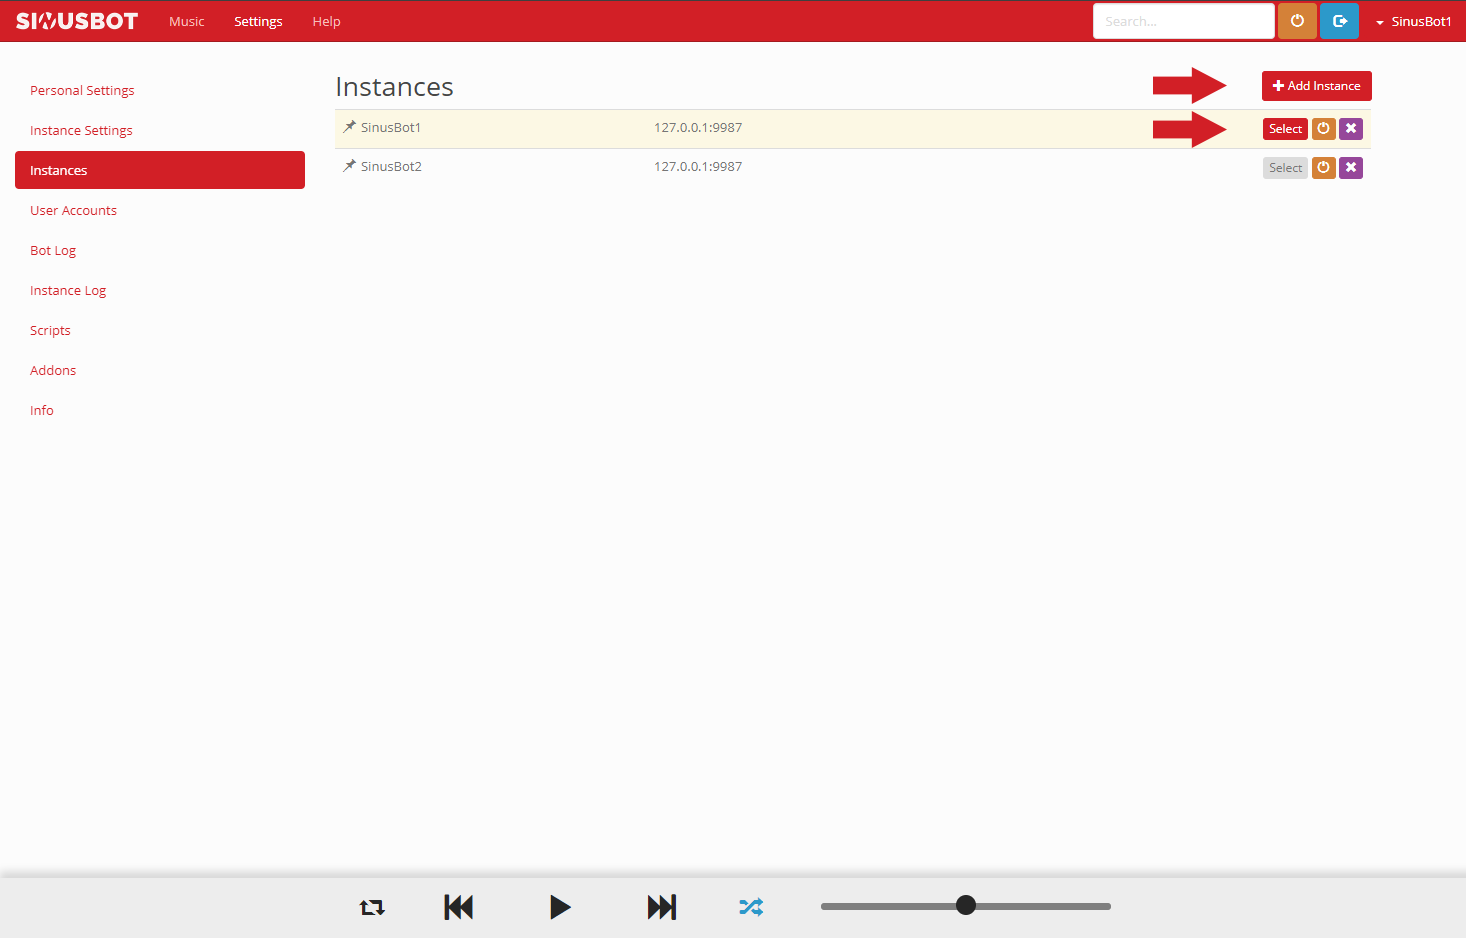 SINUSBOT Music Settings Help Search... SinusBot1
Personal Settings
Instance Settings
Instances
User Accounts
Bot Log
Instance Log
Scripts
Addons
Info
Instances Add Instance
SinusBot1 127.0.0.1:9987 Select
SinusBot2 127.0.0.1:9987 Select